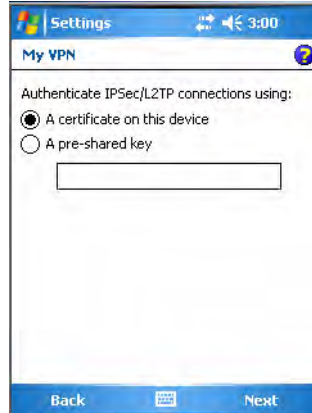 Settings 3:00
My VPN
Authenticate IPSec/L2TP connections using:
A certificate on this device
A pre-shared key
Back Next